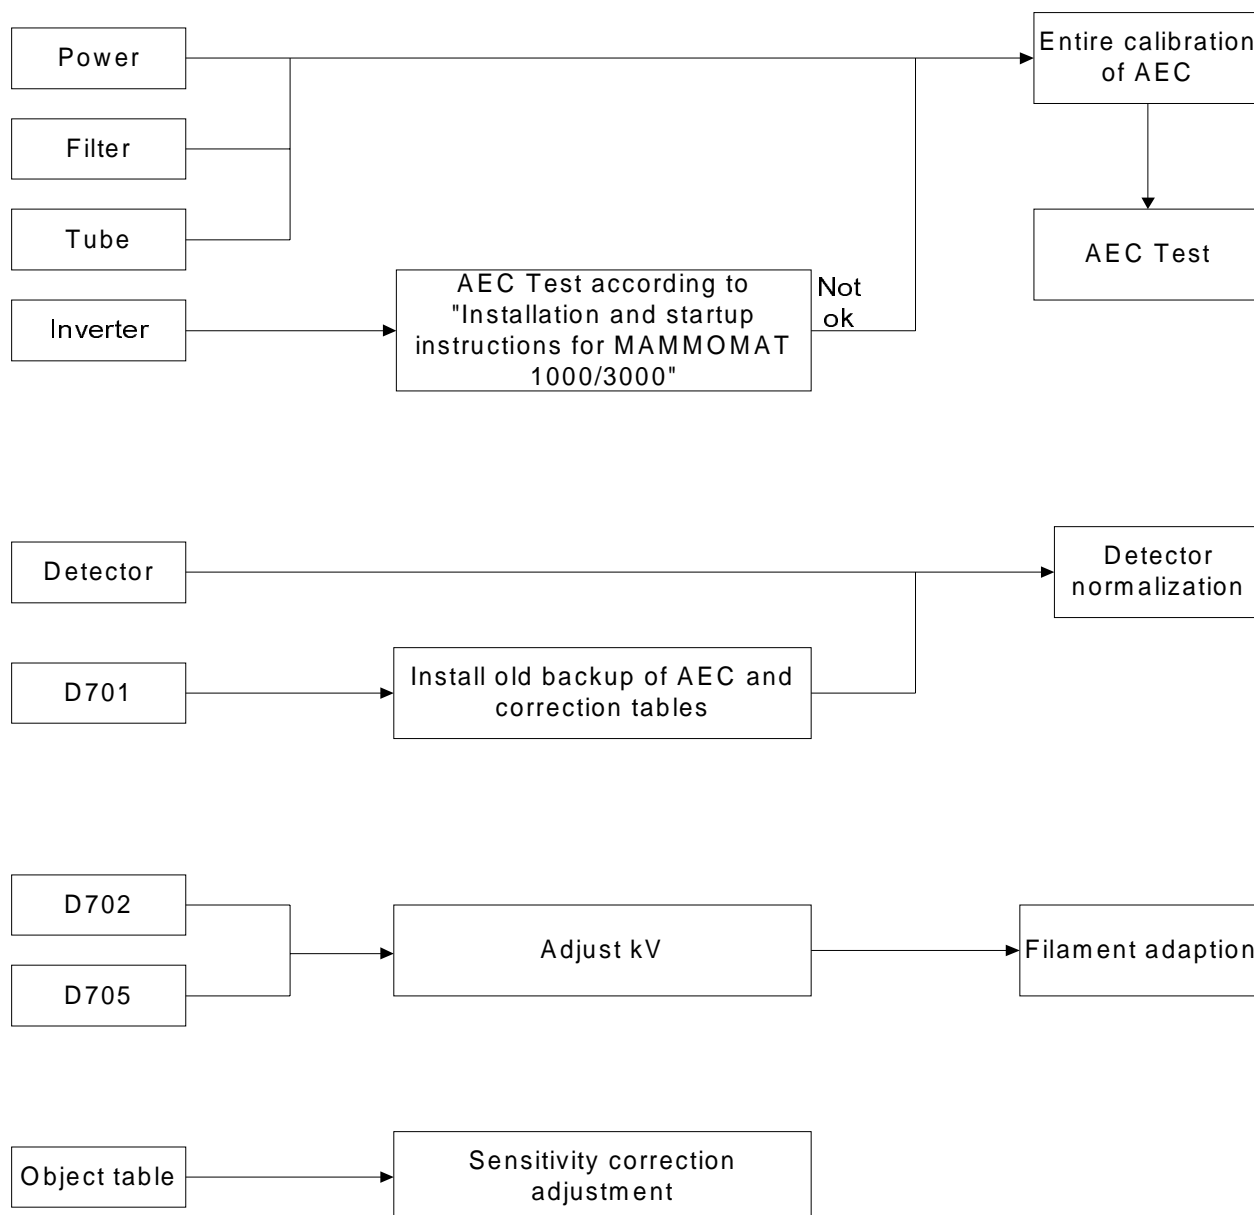 Power
Entire calibration
of AEC
Filter
Tube
AEC Test
Inverter
AEC Test according to
"Installation and startup
instructions for MAMMOMAT
1000/3000"
Not
ok
Detector
Detector
normalization
D701
Install old backup of AEC and
correction tables
D702
D705
Adjust kV
Filament adaption
Object table
Sensitivity correction
adjustment